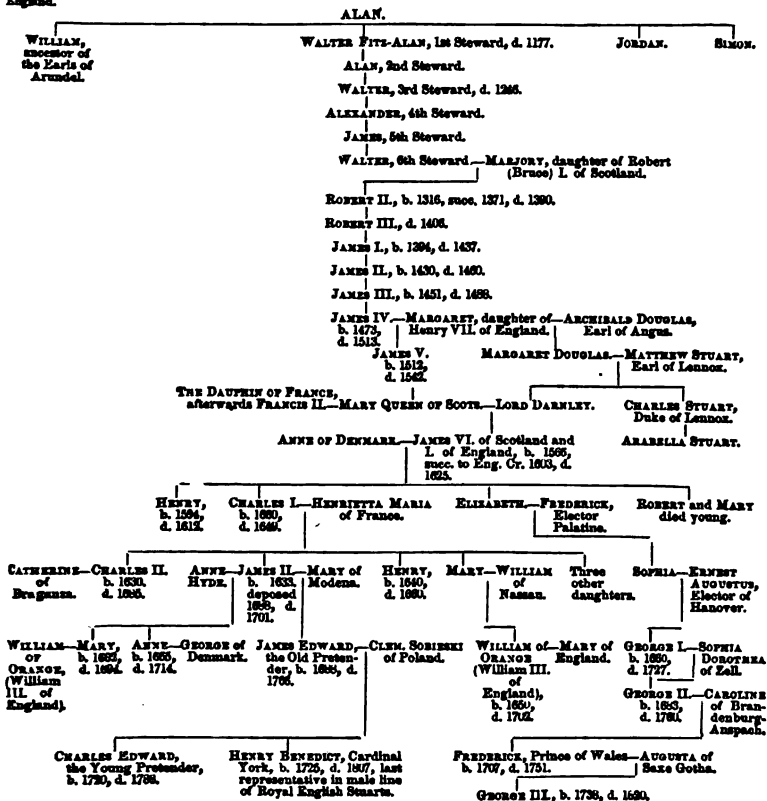 England.
ALAN.
WILLIAM, ancestor of the Earls of Arundel.
WALTER FITZ-ALAN, 1st Steward, d. 1177.
JORDAN.
SIMON.
ALAN, 2nd Steward.
WALTER, 3rd Steward, d. 1246.
ALEXANDER, 4th Steward.
JAMES, 5th Steward.
WALTER, 6th Steward—MARJORY, daughter of Robert
(Bruce) I. of Scotland.
ROBERT II., b. 1316, succ. 1371, d. 1390.
ROBERT III., d. 1406.
JAMES I., b. 1394, d. 1437.
JAMES II., b. 1430, d. 1460.
JAMES III., b. 1451, d. 1488.
JAMES IV.—MARGARET, daughter of—ARCHIBALD DOUGLAS,
b. 1473, Henry VII. of England. Earl of Angus.
d. 1513.
JAMES V. MARGARET DOUGLAS—MATTHEW STUART,
b. 1512, Earl of Lennox.
d. 1542.
THE DAUPHIN OF FRANCE,
afterwards FRANCIS II.—MARY QUEEN OF SCOTS—LORD DARNLEY. CHARLES STUART,
Duke of Lennox.
ANNE OF DENMARK—JAMES VI. of Scotland and ARABELLA STUART.
I. of England, b. 1566,
succ. to Eng. Cr. 1603, d.
1625.
HENRY, CHARLES I.—HENRIETTA MARIA ELIZABETH—FREDERICK, ROBERT and MARY
b. 1594, b. 1600, of France. Elector died young.
d. 1612. d. 1649. Palatine.
CATHERINE—CHARLES II. ANNE—JAMES II.—MARY of HENRY, MARY—WILLIAM Three SOPHIA—ERNEST
of b. 1630, HYDE. b. 1633, Modena. b. 1640, of other AUGUSTUS,
Braganza. d. 1685. deposed d. 1660. Nassau. daughters. Elector of
1688, d. Hanover.
1701.
WILLIAM—MARY, ANNE—GEORGE of JAMES EDWARD,—CLEM. SOBIESKI WILLIAM of—MARY of GEORGE I.—SOPHIA
OF b. 1662, b. 1665, Denmark. the Old Preten- of Poland. ORANGE England. b. 1660, DOROTHEA
ORANGE, d. 1694. d. 1714. der, b. 1688, d. (William III. d. 1727. of Zell.
(William 1766. of GEORGE II.—CAROLINE
III. of England), b. 1683, of Bran-
England). b. 1650, d. 1760. denburg-
d. 1702. Anspach.
CHARLES EDWARD, HENRY BENEDICT, Cardinal FREDERICK, Prince of Wales—AUGUSTA of
the Young Pretender, York, b. 1725, d. 1807, last b. 1707, d. 1751. Saxe Gotha.
b. 1720, d. 1788. representative in male line
of Royal English Stuarts.
GEORGE III., b. 1738, d. 1820.